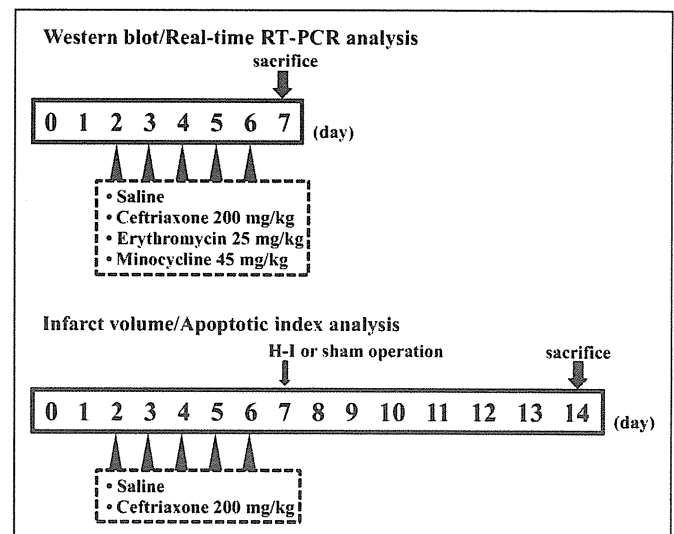 Western blot/Real-time RT-PCR analysis
sacrifice
0 1 2 3 4 5 6 7 (day)
• Saline
• Ceftriaxone 200 mg/kg
• Erythromycin 25 mg/kg
• Minocycline 45 mg/kg
Infarct volume/Apoptotic index analysis
H-I or sham operation sacrifice
0 1 2 3 4 5 6 7 8 9 10 11 12 13 14 (day)
• Saline
• Ceftriaxone 200 mg/kg